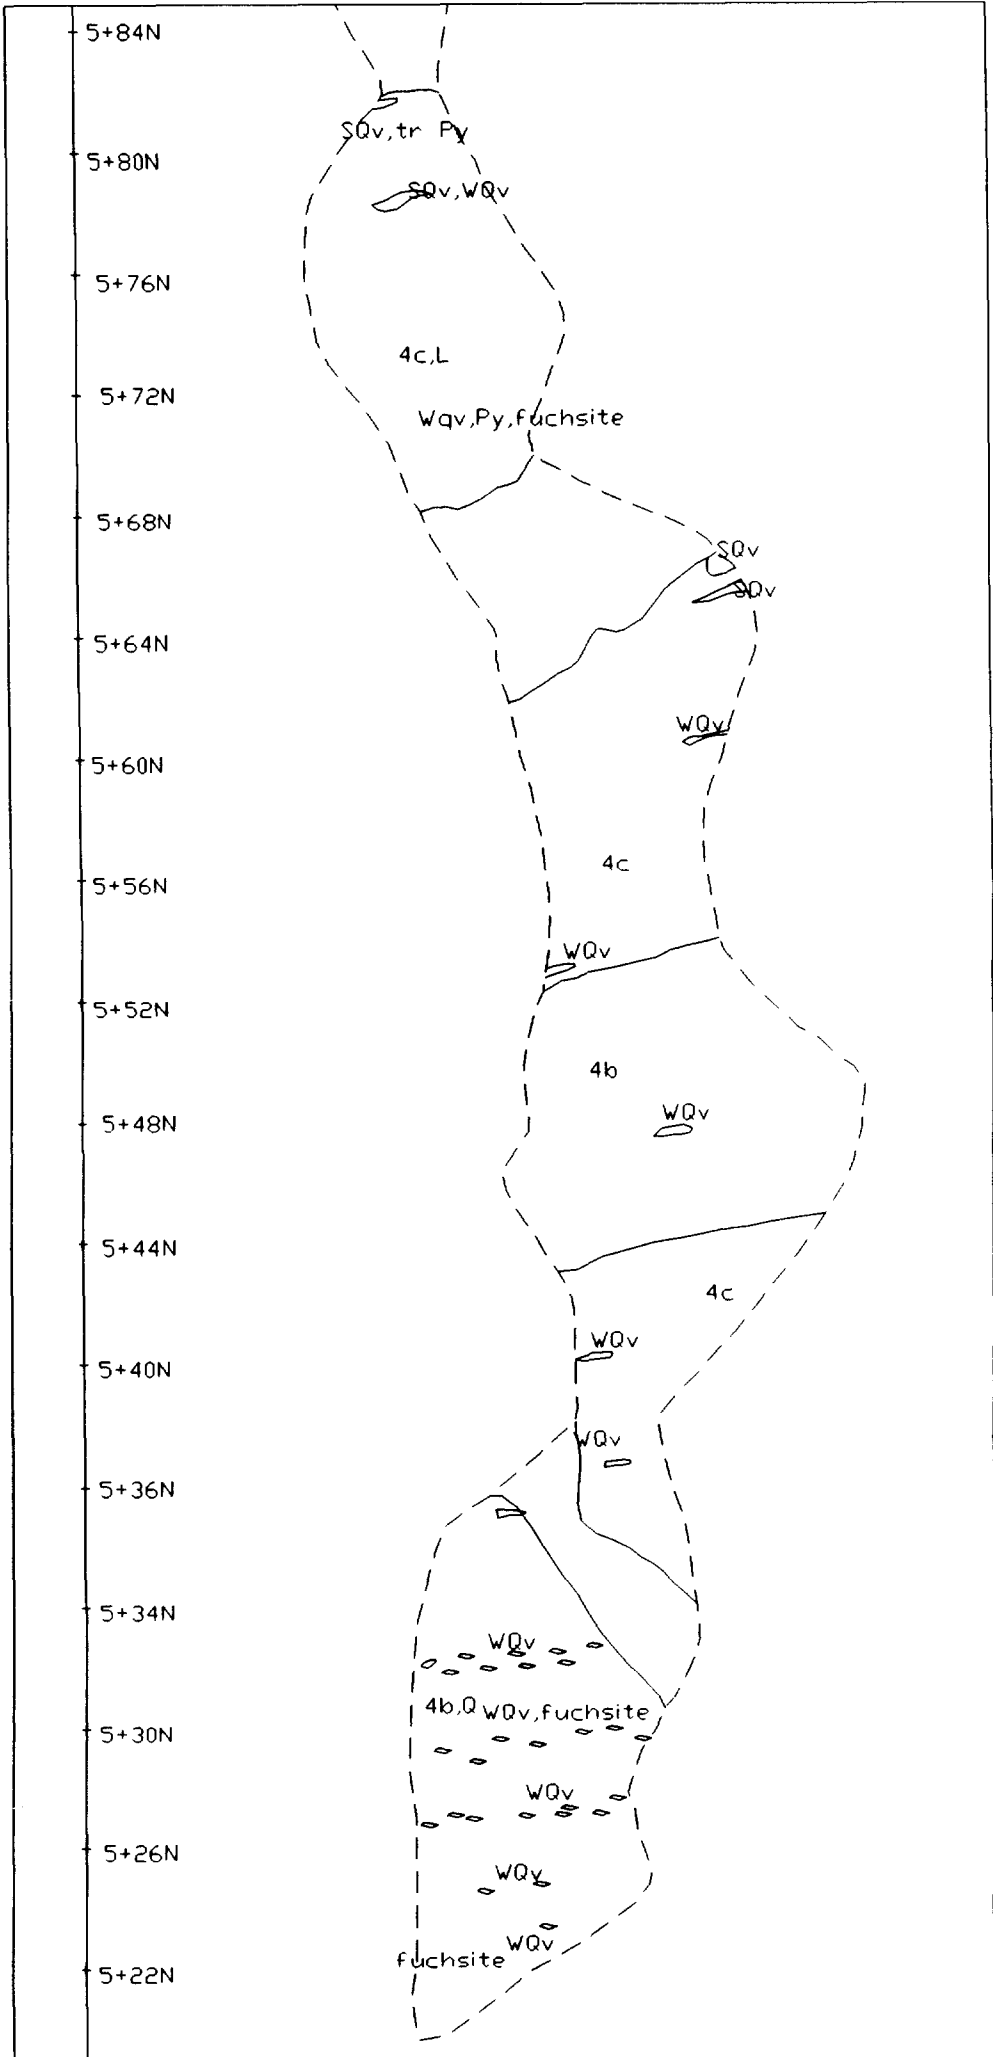 5+84N
SQv,tr Py
5+80N
SQv,WQv
5+76N
4c,L
5+72N
Wqv,Py,fuchsite
5+68N
SQv
SQv
5+64N
WQv
5+60N
4c
5+56N
WQv
5+52N
4b
WQv
5+48N
5+44N
4c
WQv
5+40N
WQv
5+36N
5+34N
WQv
4b,Q WQv,fuchsite
5+30N
WQv
5+26N
WQv
WQv
fuchsite
5+22N